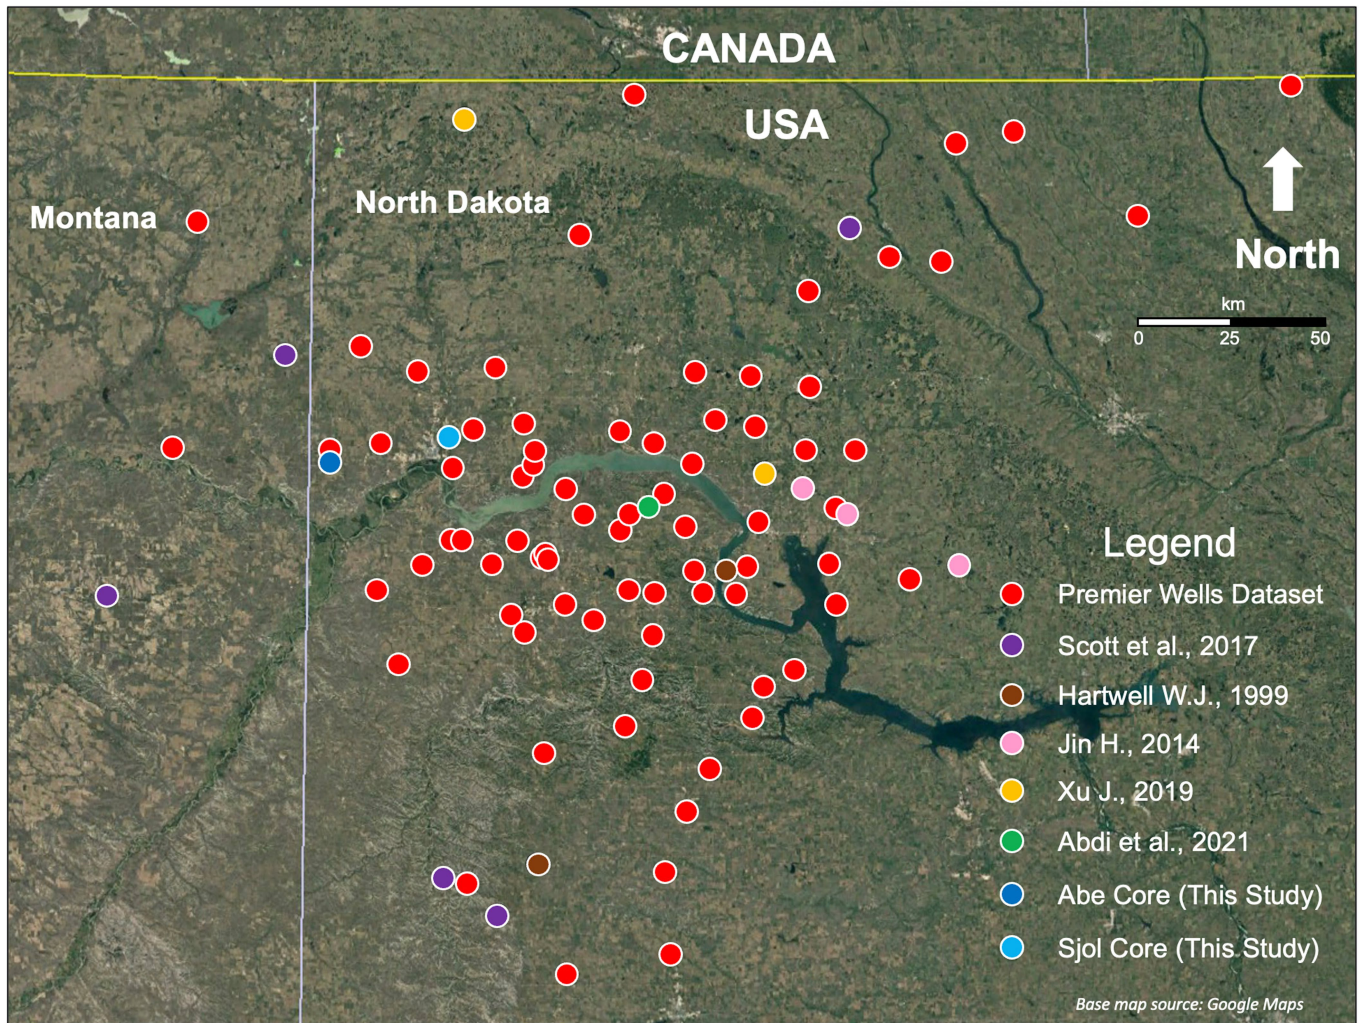 CANADA
USA
North Dakota
Montana
North
km
0 25 50
Legend
Premier Wells Dataset
Scott et al., 2017
Hartwell W.J., 1999
Jin H., 2014
Xu J., 2019
Abdi et al., 2021
Abe Core (This Study)
Sjol Core (This Study)
Base map source: Google Maps